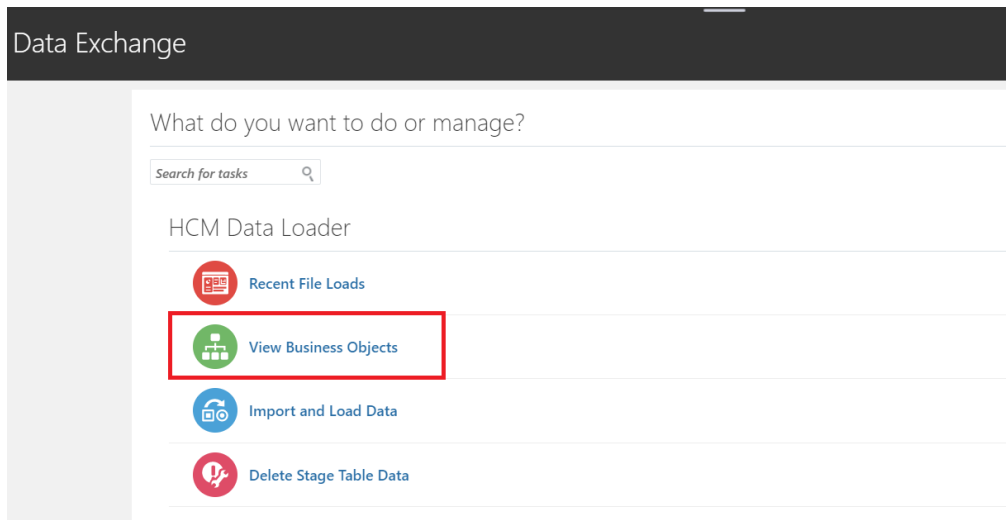 Data Exchange
What do you want to do or manage?
Search for tasks
HCM Data Loader
Recent File Loads
View Business Objects
Import and Load Data
Delete Stage Table Data